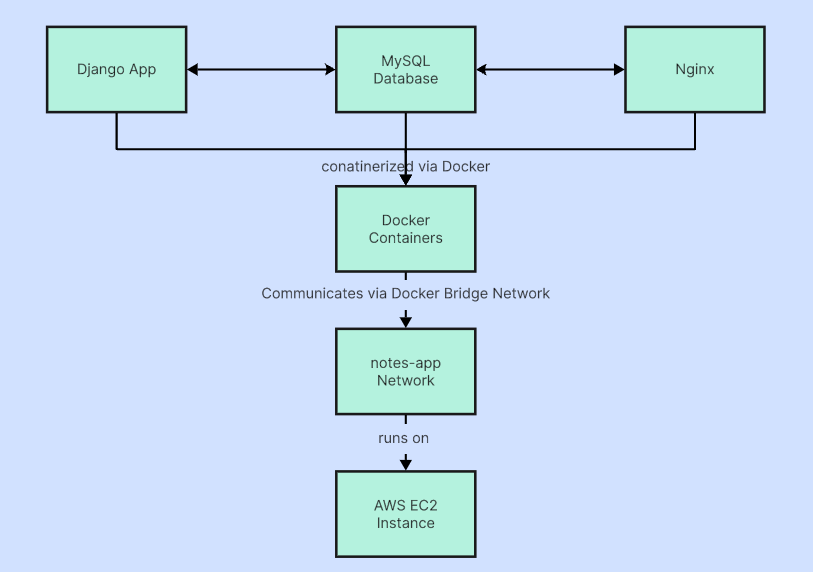 Django App
MySQL
Database
Nginx
conatinerized via Docker
Docker
Containers
Communicates via Docker Bridge Network
notes-app
Network
runs on
AWS EC2
Instance